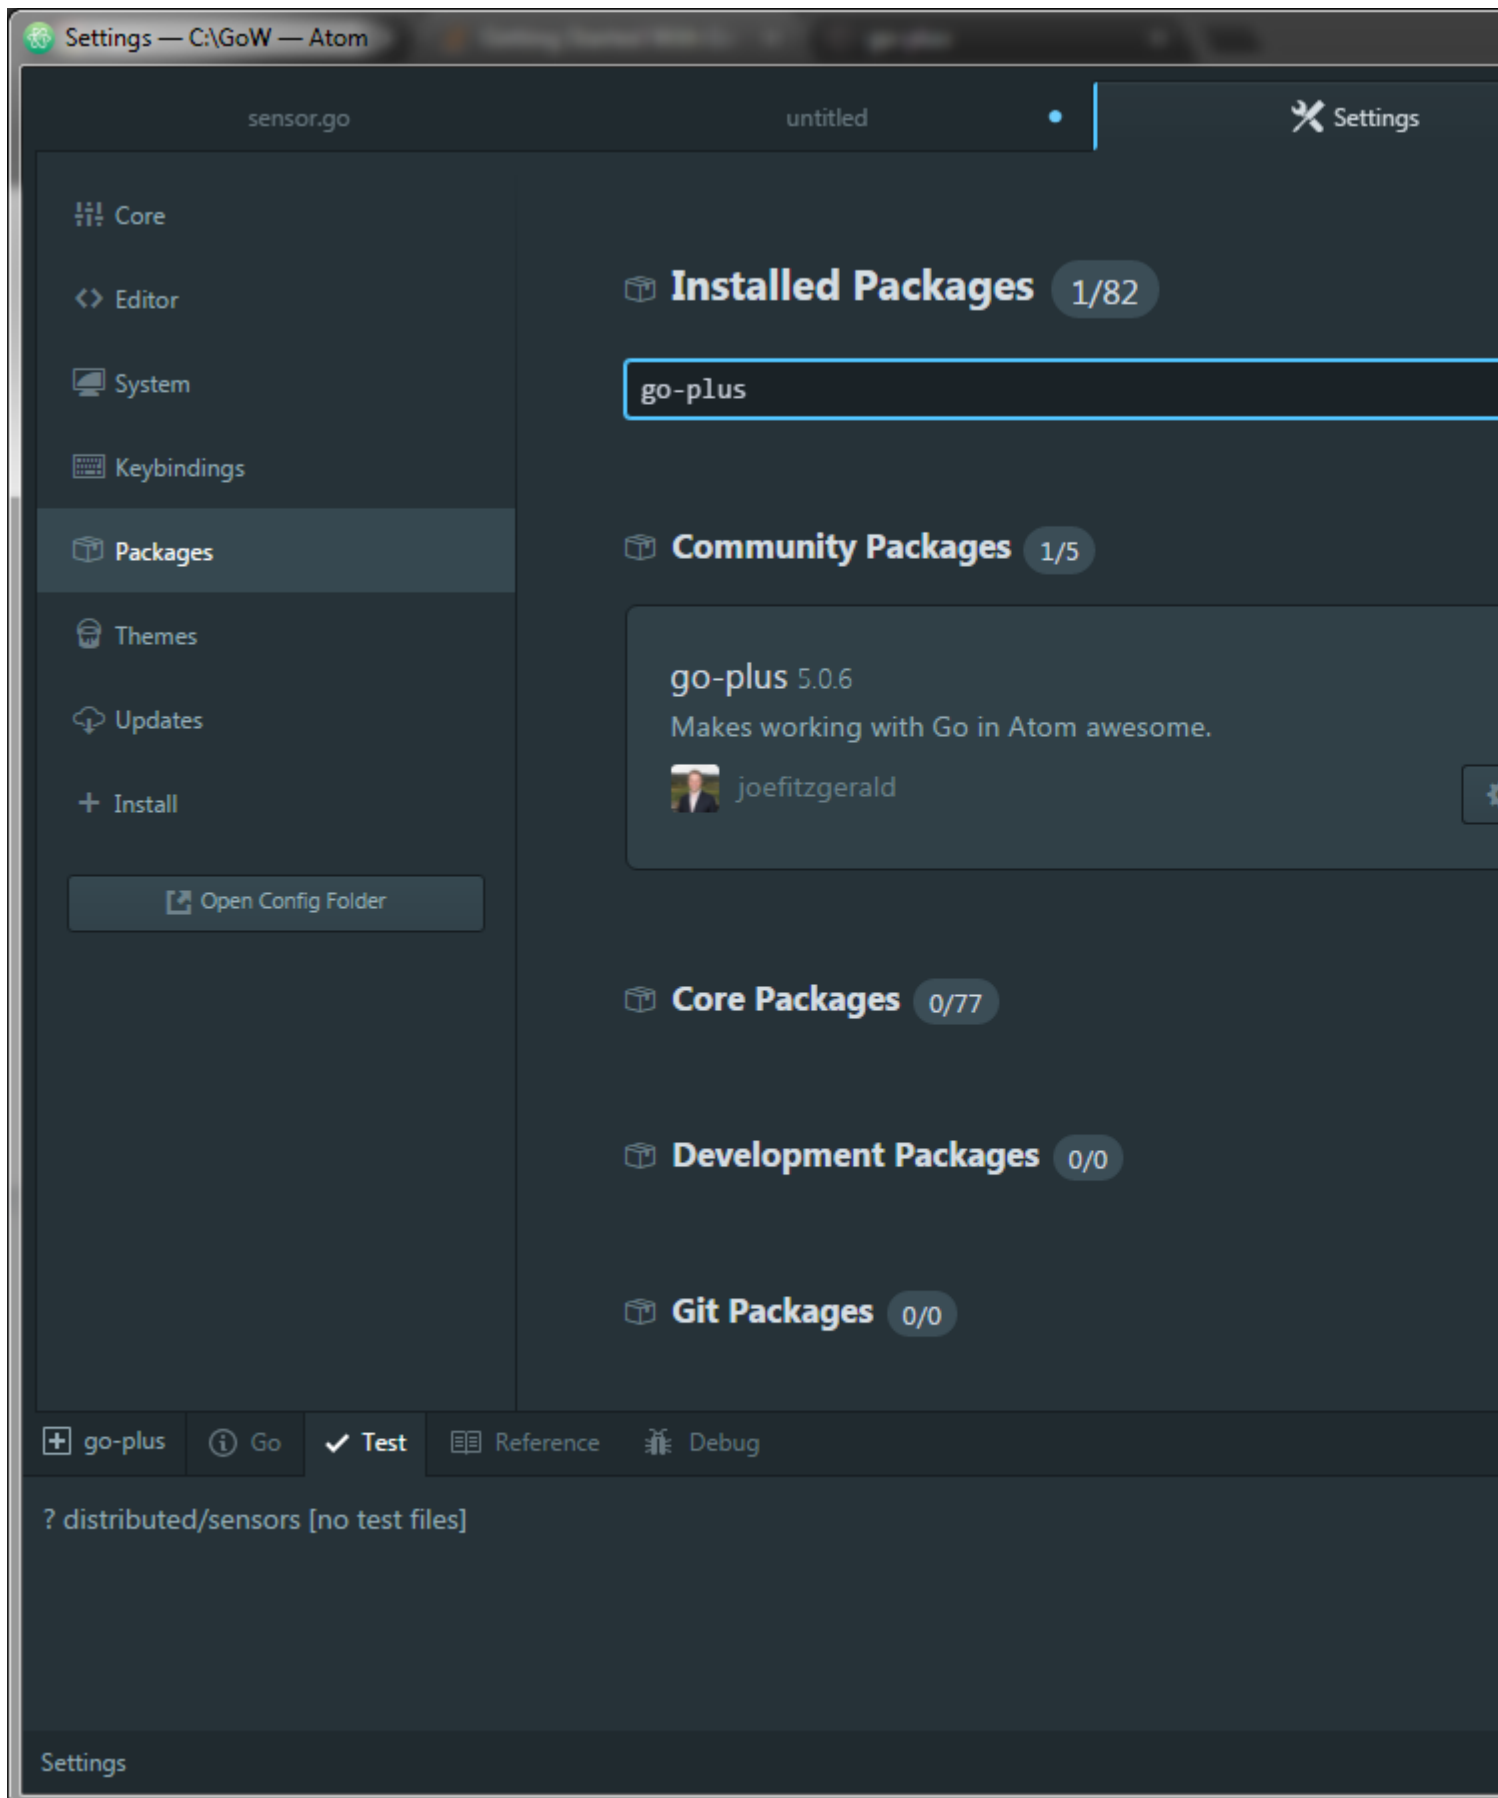 Settings — C:\GoW — Atom
sensor.go
untitled
Settings
Core
Editor
System
Keybindings
Packages
Themes
Updates
Install
Open Config Folder
Installed Packages 1/82
go-plus
Community Packages 1/5
go-plus 5.0.6
Makes working with Go in Atom awesome.
joefitzgerald
Core Packages 0/77
Development Packages 0/0
Git Packages 0/0
go-plus Go Test Reference Debug
? distributed/sensors [no test files]
Settings